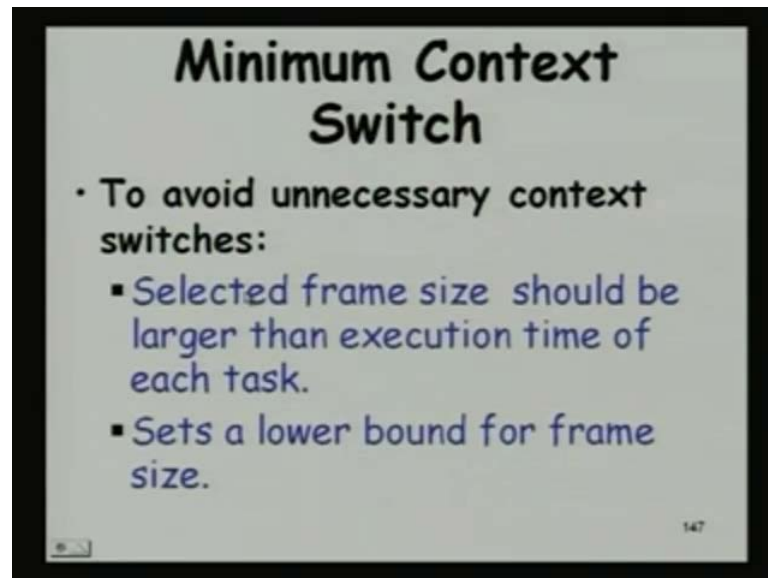 Minimum Context
Switch
· To avoid unnecessary context
switches:
▪ Selected frame size should be
larger than execution time of
each task.
▪ Sets a lower bound for frame
size.
147